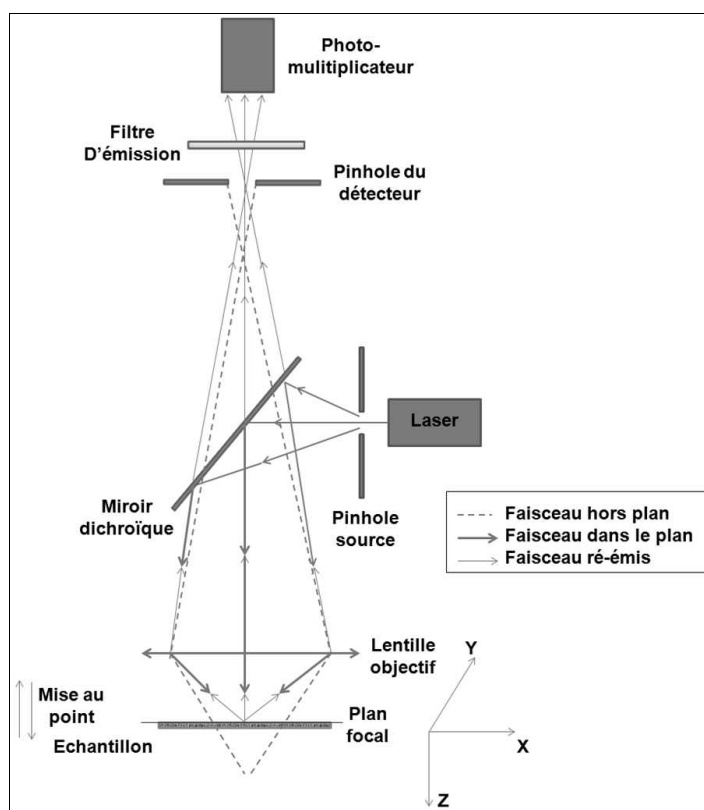 Photo-
mulitiplicateur
Filtre
D'émission
Pinhole du
détecteur
Laser
Miroir
dichroïque
Pinhole
source
Faisceau hors plan
Faisceau dans le plan
Faisceau ré-émis
Lentille
objectif
Y
Mise au
point
Plan
focal
Echantillon
X
Z